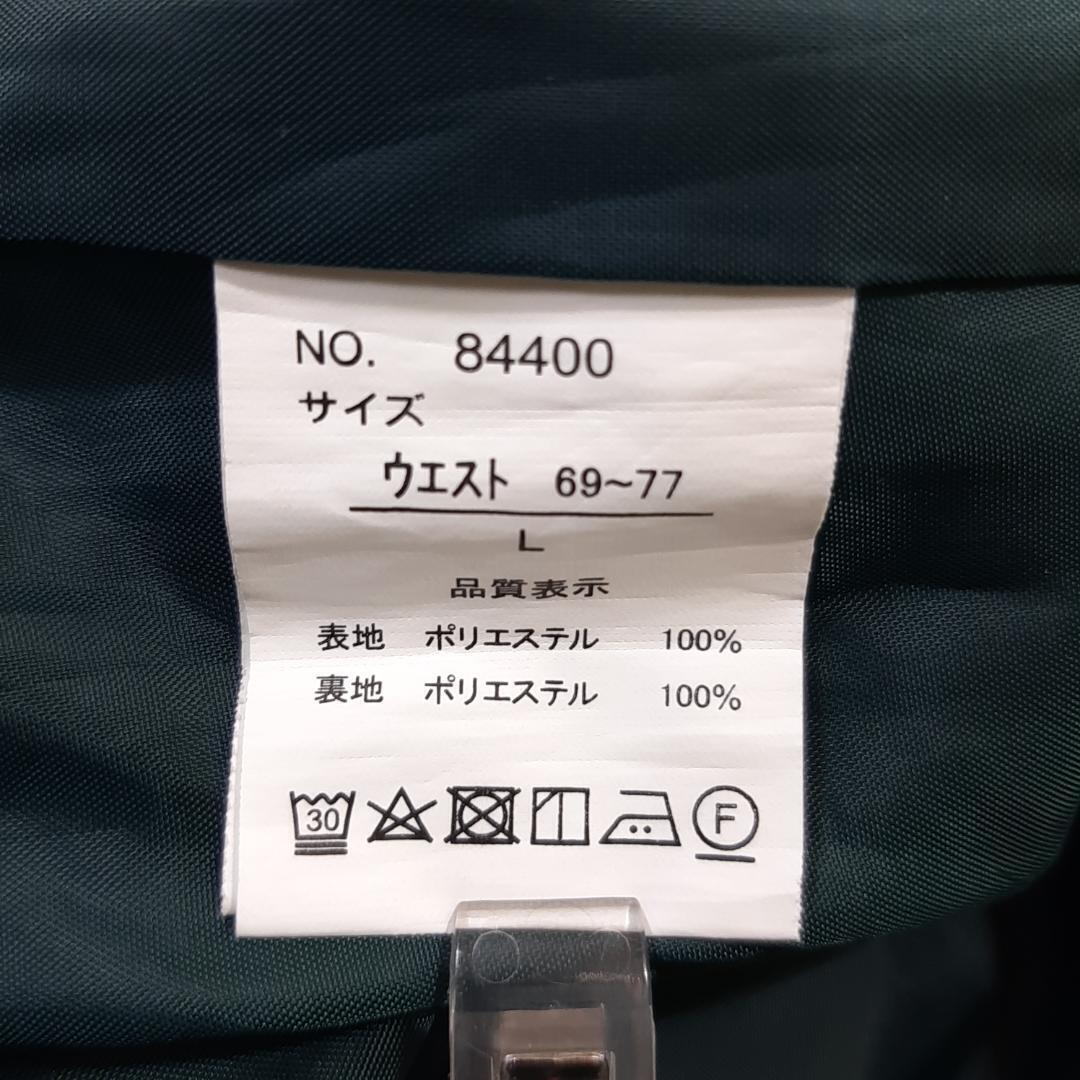 NO. 84400
サイズ
ウエスト 69~77
L
品質表示
表地 ポリエステル 100%
裏地 ポリエステル 100%
30 F